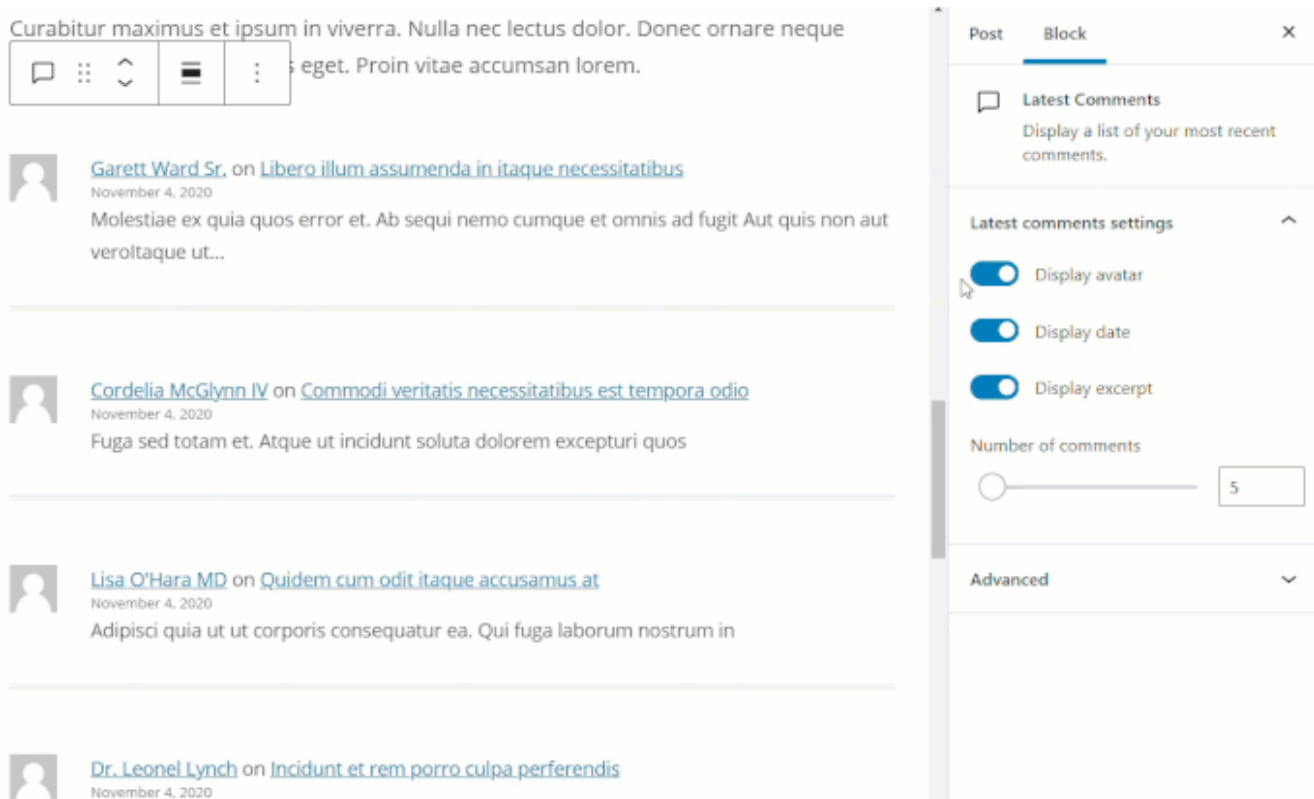 Curabitur maximus et ipsum in viverra. Nulla nec lectus dolor. Donec ornare neque
eget. Proin vitae accumsan lorem.
Garett Ward Sr. on Libero illum assumenda in itaque necessitatibus
November 4, 2020
Molestiae ex quia quos error et. Ab sequi nemo cumque et omnis ad fugit Aut quis non aut
veroltaque ut...
Cordelia McGlynn IV on Commodi veritatis necessitatibus est tempora odio
November 4, 2020
Fuga sed totam et. Atque ut incidunt soluta dolorem excepturi quos
Lisa O'Hara MD on Quidem cum odit itaque accusamus at
November 4, 2020
Adipisci quia ut ut corporis consequatur ea. Qui fuga laborum nostrum in
Dr. Leonel Lynch on Incidunt et rem porro culpa perferendis
November 4, 2020
Post Block
Latest Comments
Display a list of your most recent
comments.
Latest comments settings
Display avatar
Display date
Display excerpt
Number of comments
5
Advanced